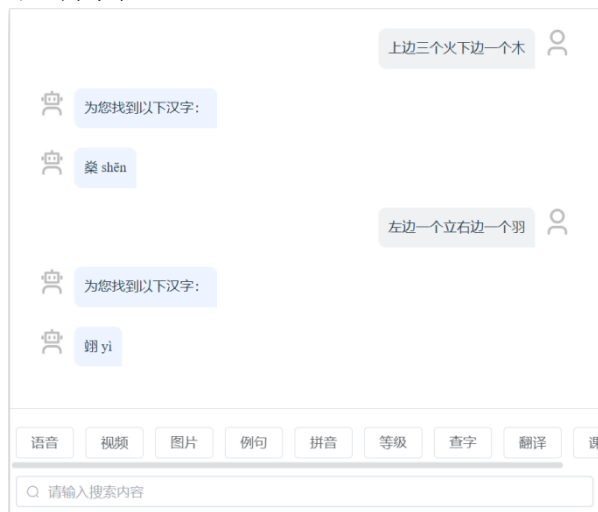 上边三个火下边一个木
为您找到以下汉字：
燊 shēn
左边一个立右边一个羽
为您找到以下汉字：
翊 yì
语音 视频 图片 例句 拼音 等级 查字 翻译
请输入搜索内容